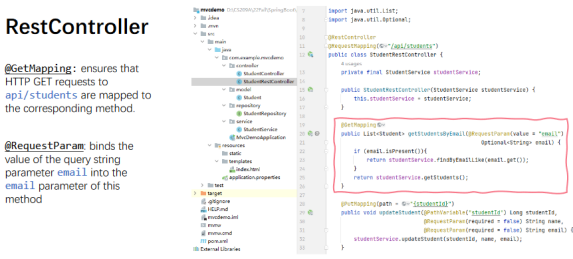 RestController
@GetMapping: ensures that
HTTP GET requests to
api/students are mapped to
the corresponding method.
@RequestParam: binds the
value of the query string
parameter email into the
email parameter of this
method
mvcdemo
.idea
.mvn
src
main
java
com.example.mvcdemo
controller
StudentController
StudentRestController
model
Student
repository
StudentRepository
service
StudentService
MvcDemoApplication
resources
static
templates
index.html
application.properties
test
target
.gitignore
HELP.md
mvcdemo.iml
mvnw
mvnw.cmd
pom.xml
External Libraries
import java.util.List;
import java.util.Optional;
@RestController
@RequestMapping("/api/students")
public class StudentRestController {
private final StudentService studentService;
public StudentRestController(StudentService studentService) {
this.studentService = studentService;
}
@GetMapping
public List<Student> getStudentsByEmail(@RequestParam(value = "email")
Optional<String> email) {
if (email.isPresent()){
return studentService.findByEmailLike(email.get());
}
return studentService.getStudents();
}
@PutMapping(path = "{studentId}")
public void updateStudent(@PathVariable("studentId") Long studentId,
@RequestParam(required = false) String name,
@RequestParam(required = false) String email) {
studentService.updateStudent(studentId, name, email);
}